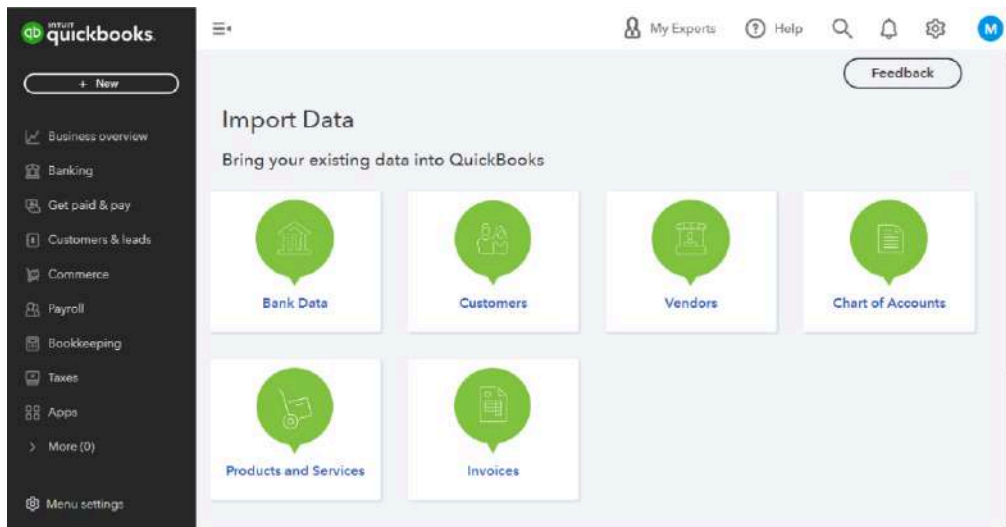 INTUIT
quickbooks.
+ New
Business overview
Banking
Get paid & pay
Customers & leads
Commerce
Payroll
Bookkeeping
Taxes
Apps
More (0)
Menu settings
My Experts
Help
M
Feedback
Import Data
Bring your existing data into QuickBooks
Bank Data
Customers
Vendors
Chart of Accounts
Products and Services
Invoices